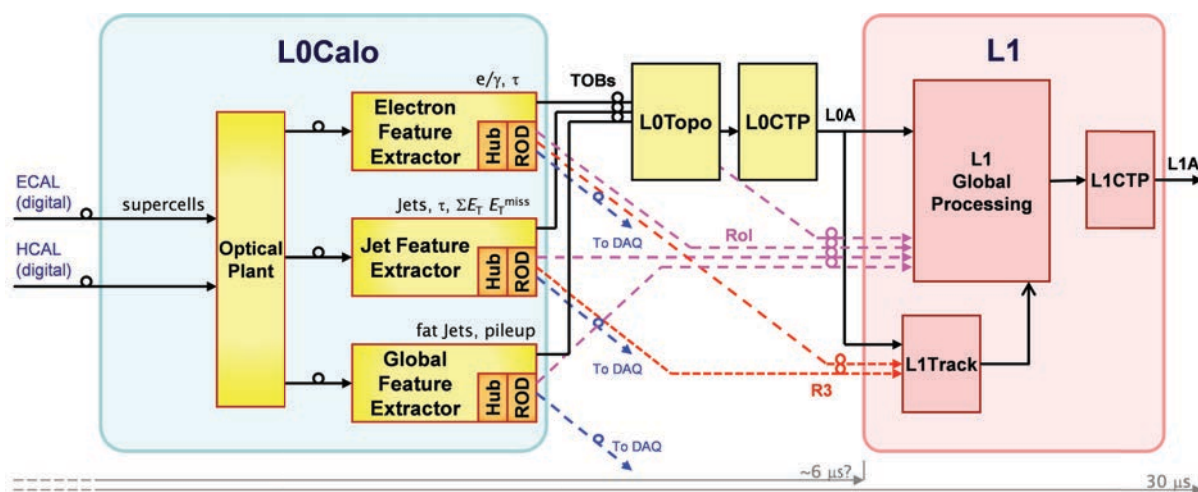 L0Calo
L1
e/γ, τ
TOBs
Electron
Feature
Extractor
Hub
ROD
L0Topo
L0CTP
L0A
L1
Global
Processing
L1CTP
L1A
ECAL
(digital)
supercells
HCAL
(digital)
Optical
Plant
Jets, τ, ΣE_T E_T^miss
Jet Feature
Extractor
Hub
ROD
To DAQ
RoI
fat Jets, pileup
Global
Feature
Extractor
Hub
ROD
To DAQ
L1Track
R3
To DAQ
~6 μs?
30 μs